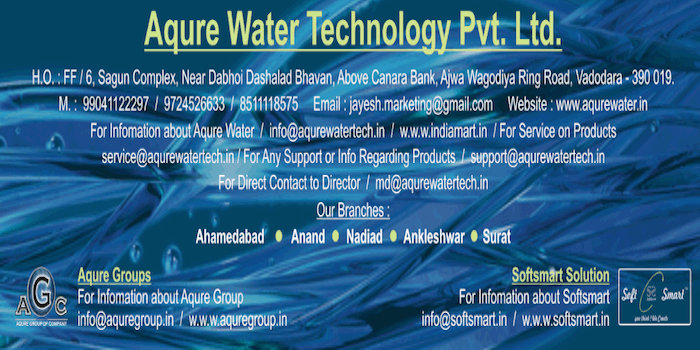 Aqure Water Technology Pvt. Ltd.
H.O. : FF / 6, Sagun Complex, Near Dabhoi Dashalad Bhavan, Above Canara Bank, Ajwa Wagodiya Ring Road, Vadodara - 390 019.
M. : 99041122297 / 9724526633 / 8511118575 Email : jayesh.marketing@gmail.com Website : www.aqurewater.in
For Infomation about Aqure Water / info@aqurewatertech.in / w.w.w.indiamart.in / For Service on Products
service@aqurewatertech.in / For Any Support or Info Regarding Products / support@aqurewatertech.in
For Direct Contact to Director / md@aqurewatertech.in
Our Branches :
Ahamedabad • Anand • Nadiad • Ankleshwar • Surat
AGC
AQURE GROUP OF COMPANY
Aqure Groups
For Infomation about Aqure Group
info@aquregroup.in / w.w.w.aquregroup.in
Softsmart Solution
For Infomation about Softsmart
info@softsmart.in / w.w.w.softsmart.in
Soft Smart